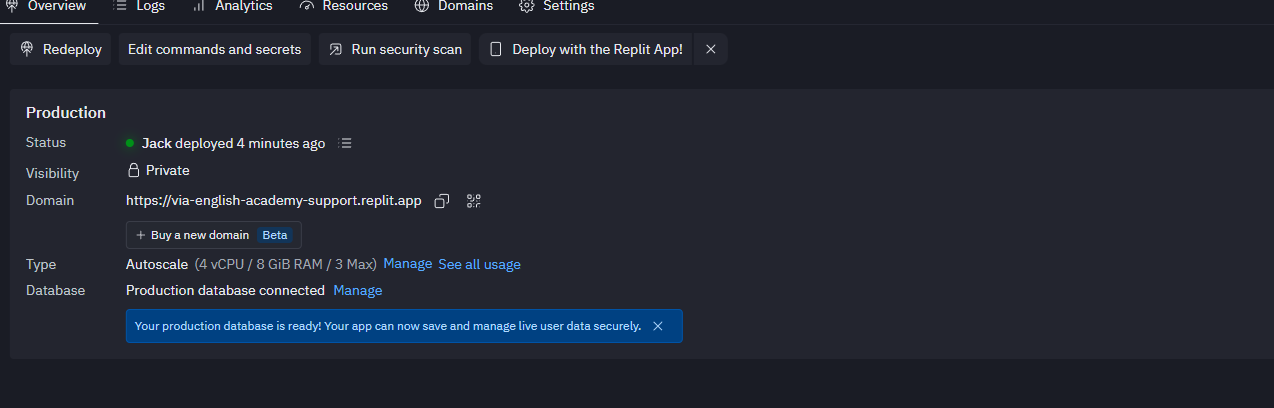 Overview Logs Analytics Resources Domains Settings
Redeploy Edit commands and secrets Run security scan Deploy with the Replit App!
Production
Status Jack deployed 4 minutes ago
Visibility Private
Domain https://via-english-academy-support.replit.app
+ Buy a new domain Beta
Type Autoscale (4 vCPU / 8 GiB RAM / 3 Max) Manage See all usage
Database Production database connected Manage
Your production database is ready! Your app can now save and manage live user data securely.